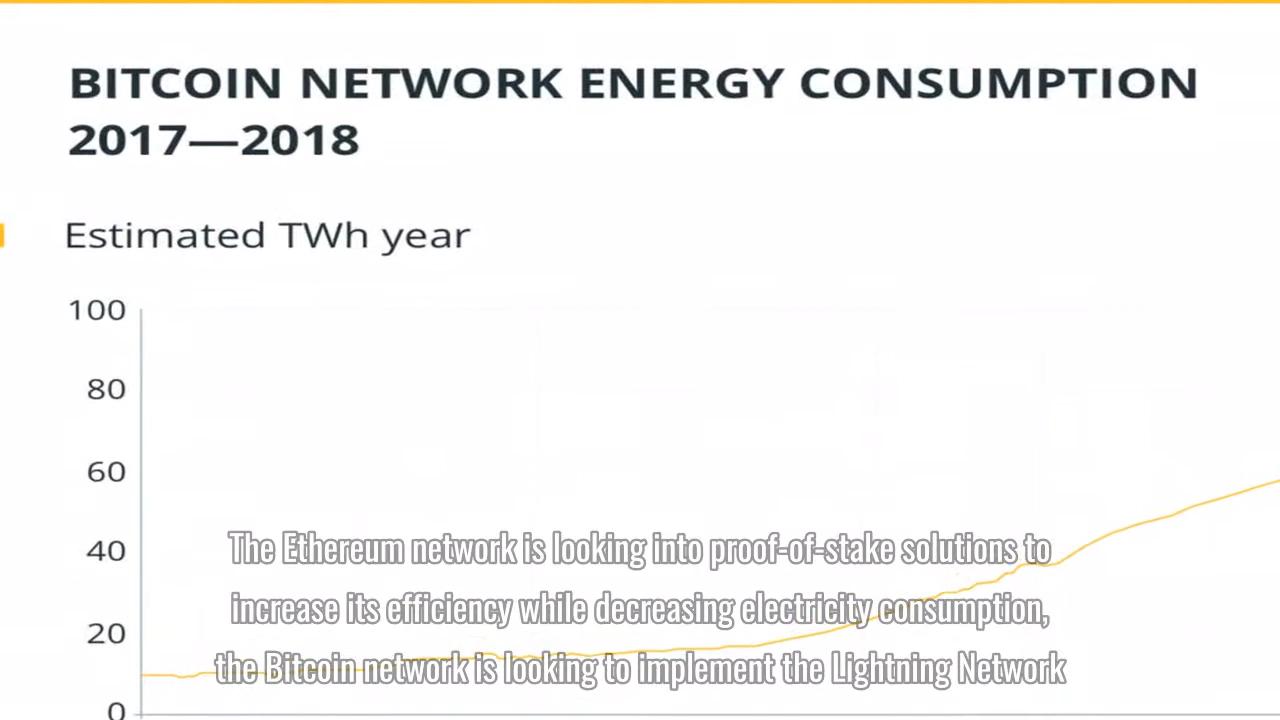 BITCOIN NETWORK ENERGY CONSUMPTION
2017—2018
Estimated TWh year
100
80
60
40
20
0
The Ethereum network is looking into proof-of-stake solutions to
increase its efficiency while decreasing electricity consumption,
the Bitcoin network is looking to implement the Lightning Network